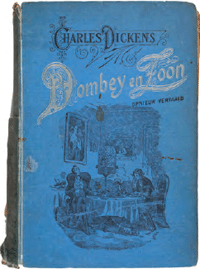 CHARLES DICKENS
Dombey en Zoon
OPNIEUW VERTAALD